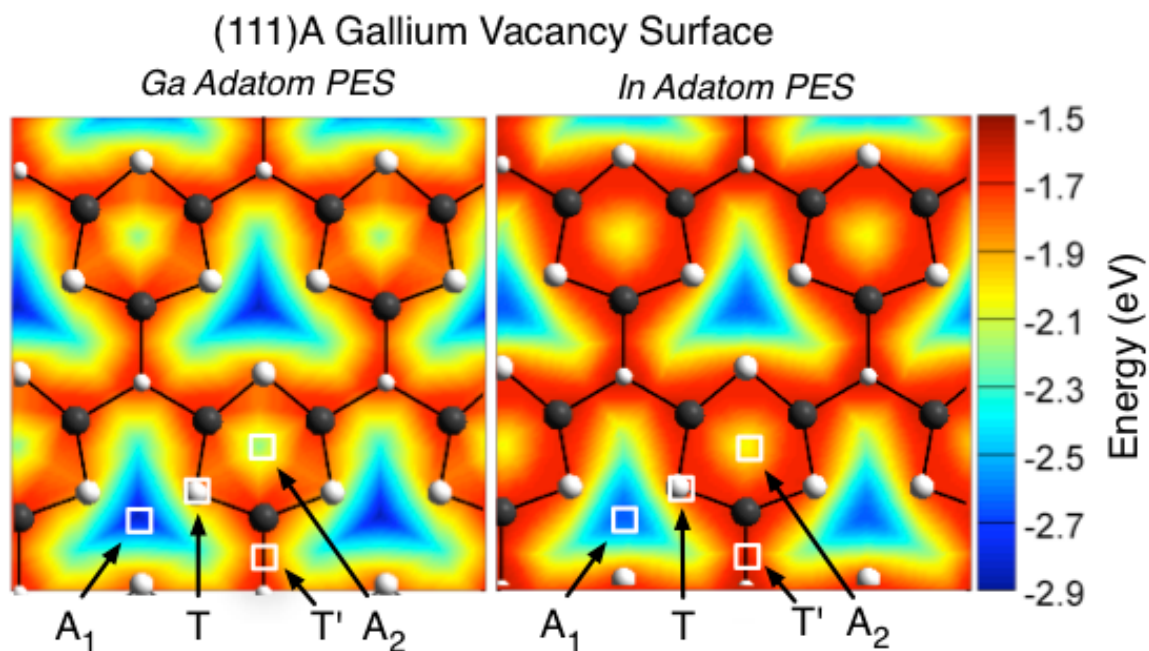 (111)A Gallium Vacancy Surface
Ga Adatom PES
In Adatom PES
-1.5
-1.7
-1.9
-2.1
-2.3
-2.5
-2.7
-2.9
Energy (eV)
A1 T T' A2
A1 T T' A2